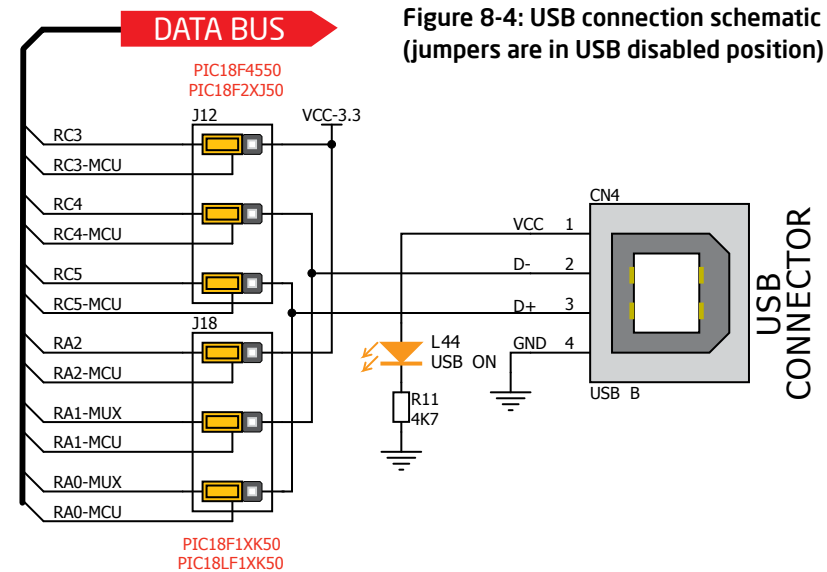 DATA BUS
Figure 8-4: USB connection schematic
(jumpers are in USB disabled position)
PIC18F4550
PIC18F2XJ50
J12
VCC-3.3
RC3
RC3-MCU
RC4
RC4-MCU
RC5
RC5-MCU
J18
RA2
RA2-MCU
RA1-MUX
RA1-MCU
RA0-MUX
RA0-MCU
PIC18F1XK50
PIC18LF1XK50
CN4
VCC 1
D- 2
D+ 3
GND 4
L44
USB ON
R11
4K7
USB B
USB
CONNECTOR